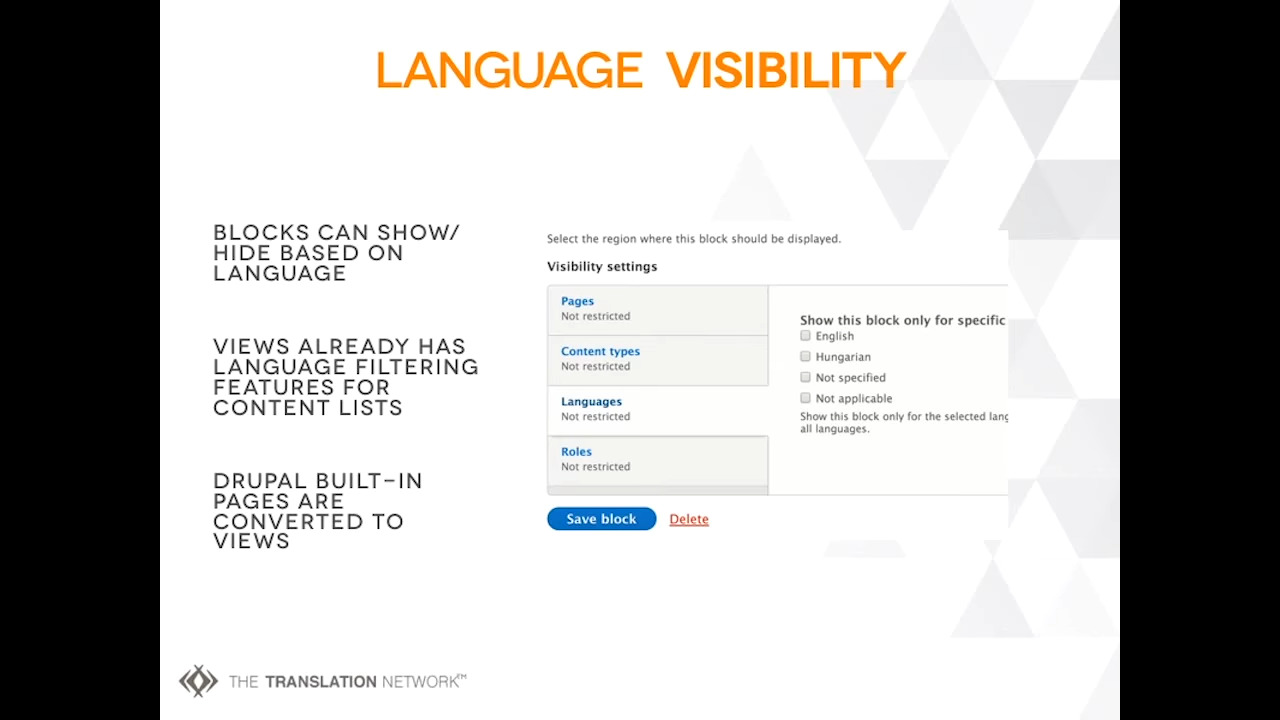 LANGUAGE VISIBILITY
BLOCKS CAN SHOW/
HIDE BASED ON
LANGUAGE
VIEWS ALREADY HAS
LANGUAGE FILTERING
FEATURES FOR
CONTENT LISTS
DRUPAL BUILT-IN
PAGES ARE
CONVERTED TO
VIEWS
Select the region where this block should be displayed.
Visibility settings
Pages
Not restricted
Content types
Not restricted
Languages
Not restricted
Roles
Not restricted
Show this block only for specific
English
Hungarian
Not specified
Not applicable
Show this block only for the selected lang
all languages.
Save block
Delete
THE TRANSLATION NETWORK™